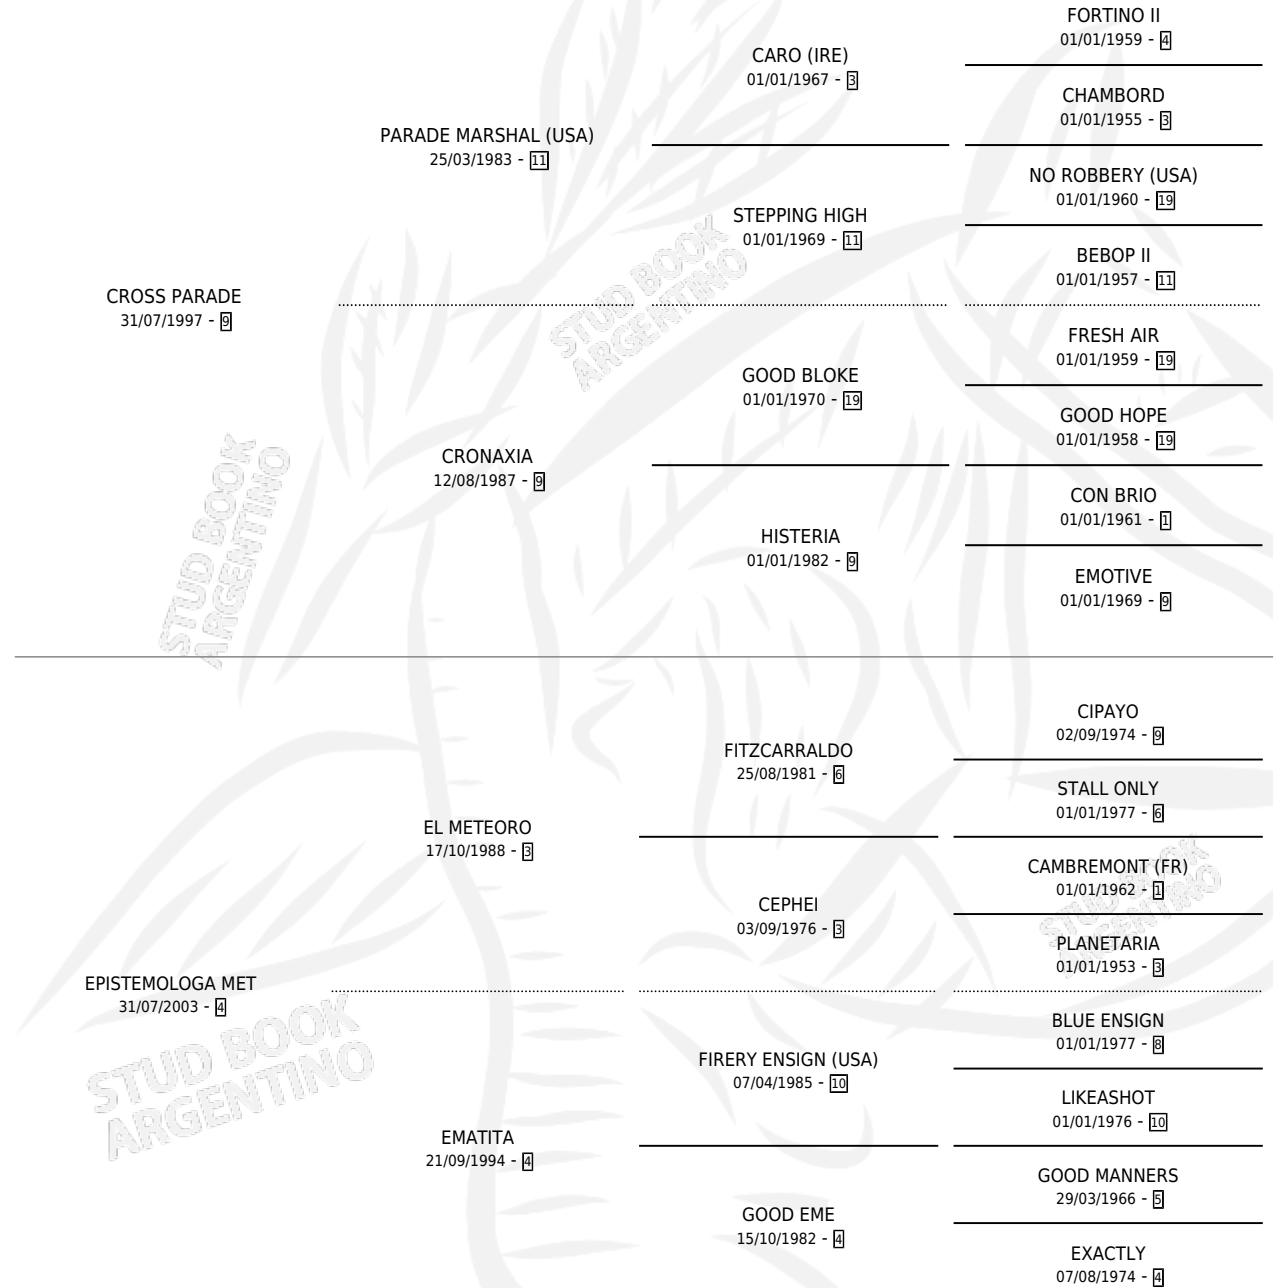 FORTINO II
01/01/1959 - 4
CARO (IRE)
01/01/1967 - 3
CHAMBORD
01/01/1955 - 3
PARADE MARSHAL (USA)
25/03/1983 - 11
NO ROBBERY (USA)
01/01/1960 - 19
STEPPING HIGH
01/01/1969 - 11
BEBOP II
01/01/1957 - 11
CROSS PARADE
31/07/1997 - 9
FRESH AIR
01/01/1959 - 19
GOOD BLOKE
01/01/1970 - 19
GOOD HOPE
01/01/1958 - 19
CRONAXIA
12/08/1987 - 9
CON BRIO
01/01/1961 - 1
HISTERIA
01/01/1982 - 9
EMOTIVE
01/01/1969 - 9
CIPAYO
02/09/1974 - 9
FITZCARRALDO
25/08/1981 - 6
STALL ONLY
01/01/1977 - 6
EL METEORO
17/10/1988 - 3
CAMBREMONT (FR)
01/01/1962 - 1
CEPHEI
03/09/1976 - 3
PLANETARIA
01/01/1953 - 3
EPISTEMOLOGA MET
31/07/2003 - 4
BLUE ENSIGN
01/01/1977 - 8
FIRERY ENSIGN (USA)
07/04/1985 - 10
LIKEASHOT
01/01/1976 - 10
EMATITA
21/09/1994 - 4
GOOD MANNERS
29/03/1966 - 5
GOOD EME
15/10/1982 - 4
EXACTLY
07/08/1974 - 4
STUD BOOK
ARGENTINO
STUD BOOK
ARGENTINO
STUD BOOK
ARGENTINO
STUD BOOK
ARGENTINO